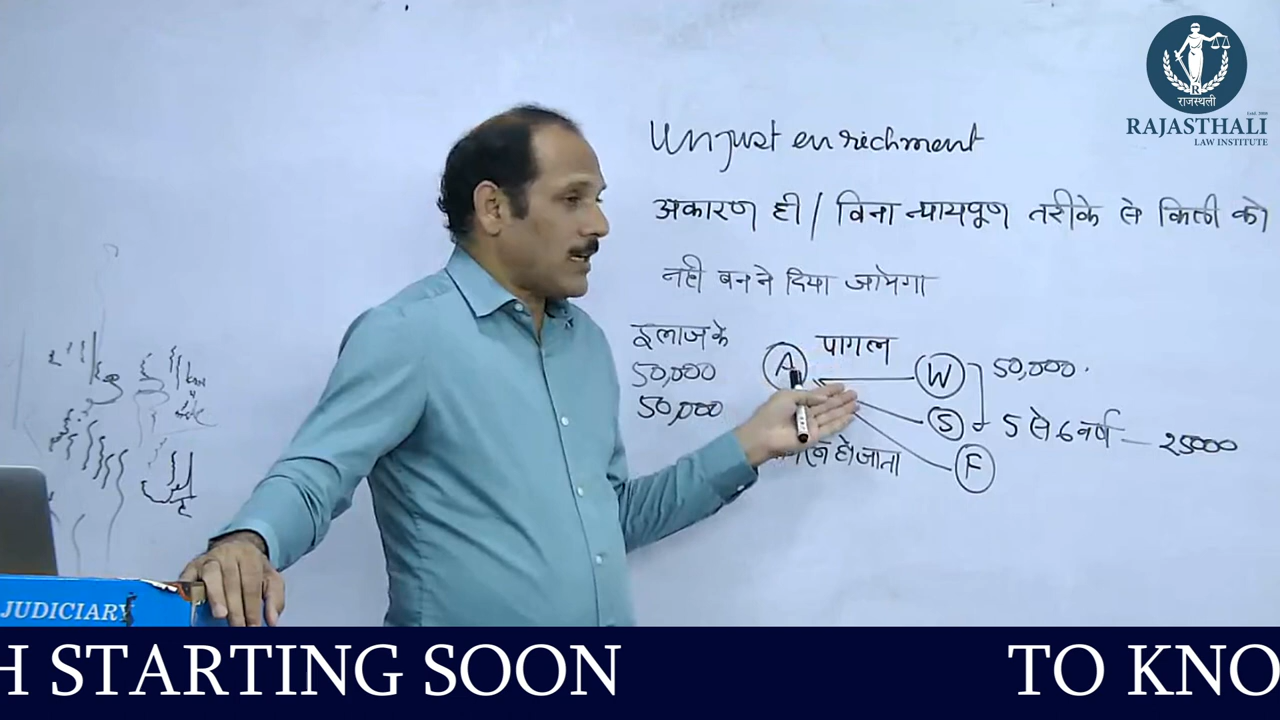 राजस्थली
RAJASTHALI
LAW INSTITUTE
Unjust enrichment
अकारण ही / विना न्यायपूण तरीके से किसी को
नही बनने दिया जायेगा
इलाज के
50,000
50,000
A पागल W 50,000.
S 5 से 6 वर्ष — 25000
F
हो जाता
JUDICIARY
H STARTING SOON TO KNO